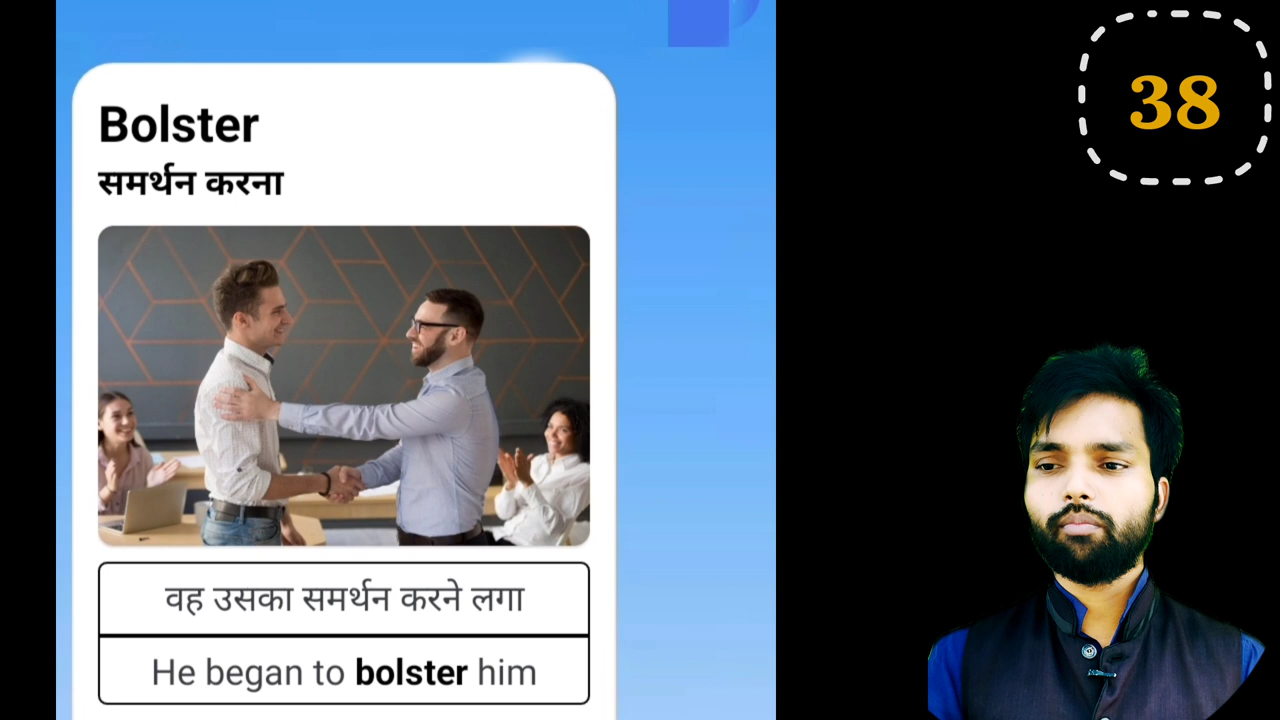 Bolster
समर्थन करना
वह उसका समर्थन करने लगा
He began to bolster him
38